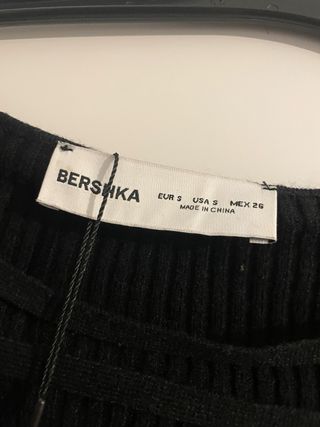 BERSHKA
EUR S USA S MEX 26
MADE IN CHINA